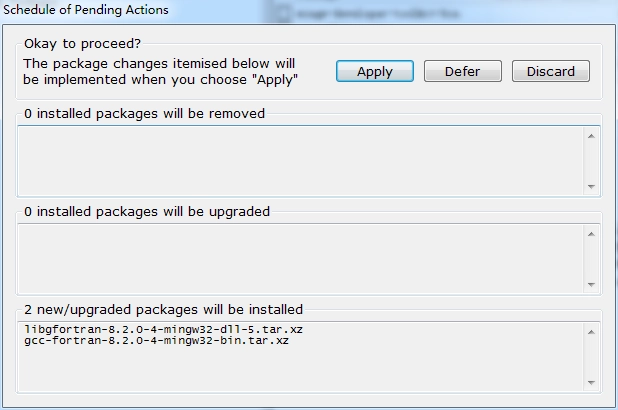 Schedule of Pending Actions
Okay to proceed?
The package changes itemised below will
be implemented when you choose "Apply"
Apply
Defer
Discard
0 installed packages will be removed
0 installed packages will be upgraded
2 new/upgraded packages will be installed
libgfortran-8.2.0-4-mingw32-dll-5.tar.xz
gcc-fortran-8.2.0-4-mingw32-bin.tar.xz